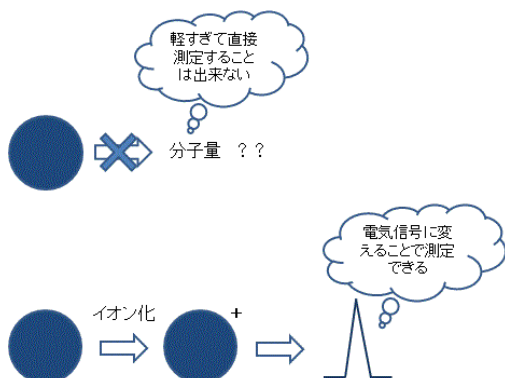 軽すぎて直接
測定すること
は出来ない
分子量　？？
電気信号に変
えることで測定
できる
イオン化
+